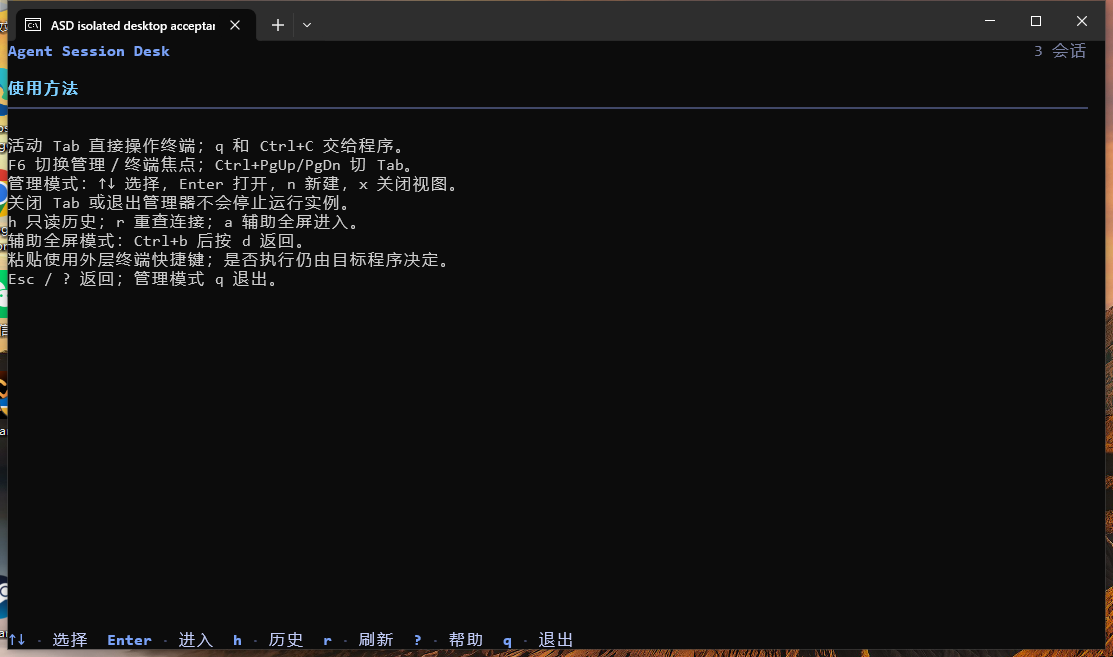 ASD isolated desktop acceptar
Agent Session Desk 3 会话
使用方法
活动 Tab 直接操作终端；q 和 Ctrl+C 交给程序。
F6 切换管理／终端焦点；Ctrl+PgUp/PgDn 切 Tab。
管理模式：↑↓ 选择，Enter 打开，n 新建，x 关闭视图。
关闭 Tab 或退出管理器不会停止运行实例。
h 只读历史；r 重查连接；a 辅助全屏进入。
辅助全屏模式：Ctrl+b 后按 d 返回。
粘贴使用外层终端快捷键；是否执行仍由目标程序决定。
Esc / ? 返回；管理模式 q 退出。
↑↓ · 选择 Enter · 进入 h · 历史 r · 刷新 ? · 帮助 q · 退出